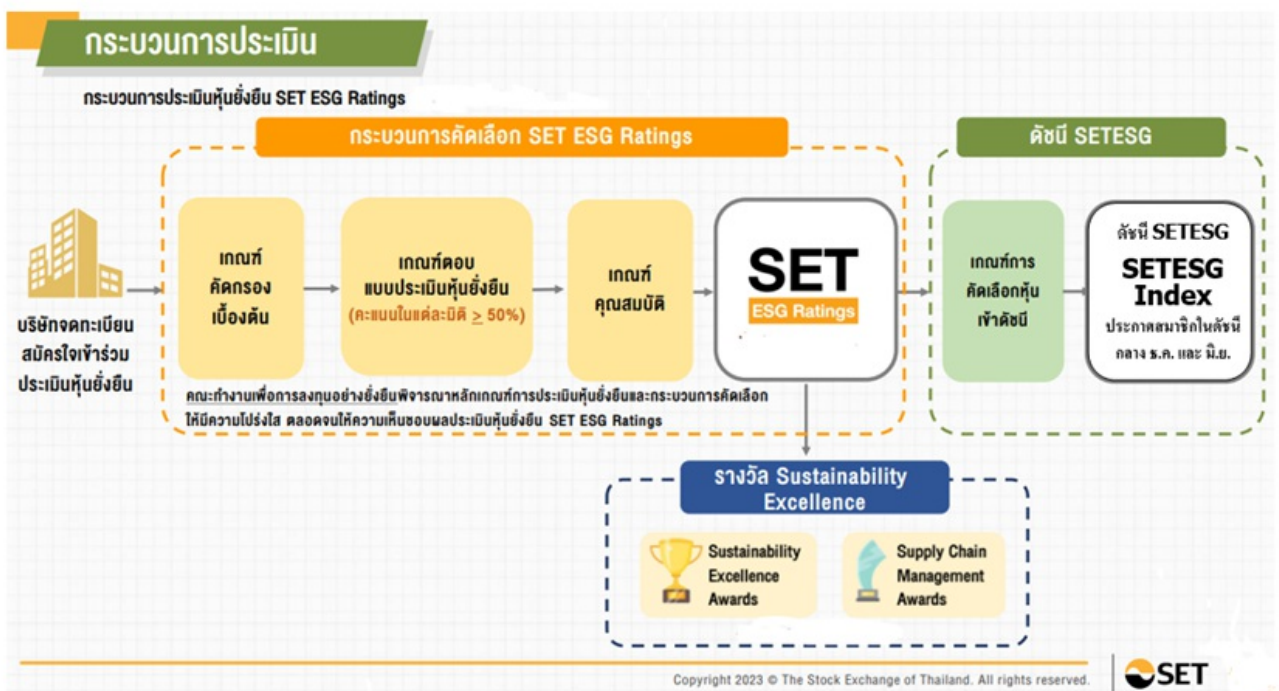 กระบวนการประเมิน
กระบวนการประเมินหุ้นยั่งยืน SET ESG Ratings
กระบวนการคัดเลือก SET ESG Ratings
ดัชนี SETESG
บริษัทจดทะเบียน
สมัครใจเข้าร่วม
ประเมินหุ้นยั่งยืน
เกณฑ์
คัดกรอง
เบื้องต้น
เกณฑ์ตอบ
แบบประเมินหุ้นยั่งยืน
(คะแนนในแต่ละมิติ ≥ 50%)
เกณฑ์
คุณสมบัติ
SET
ESG Ratings
เกณฑ์การ
คัดเลือกหุ้น
เข้าดัชนี
ดัชนี SETESG
SETESG
Index
ประกาศสมาชิกในดัชนี
กลาง ธ.ค. และ มิ.ย.
คณะทำงานเพื่อการลงทุนอย่างยั่งยืนพิจารณาหลักเกณฑ์การประเมินหุ้นยั่งยืนและกระบวนการคัดเลือก
ให้มีความโปร่งใส ตลอดจนให้ความเห็นชอบผลประเมินหุ้นยั่งยืน SET ESG Ratings
รางวัล Sustainability
Excellence
Sustainability
Excellence
Awards
Supply Chain
Management
Awards
Copyright 2023 © The Stock Exchange of Thailand. All rights reserved.
SET